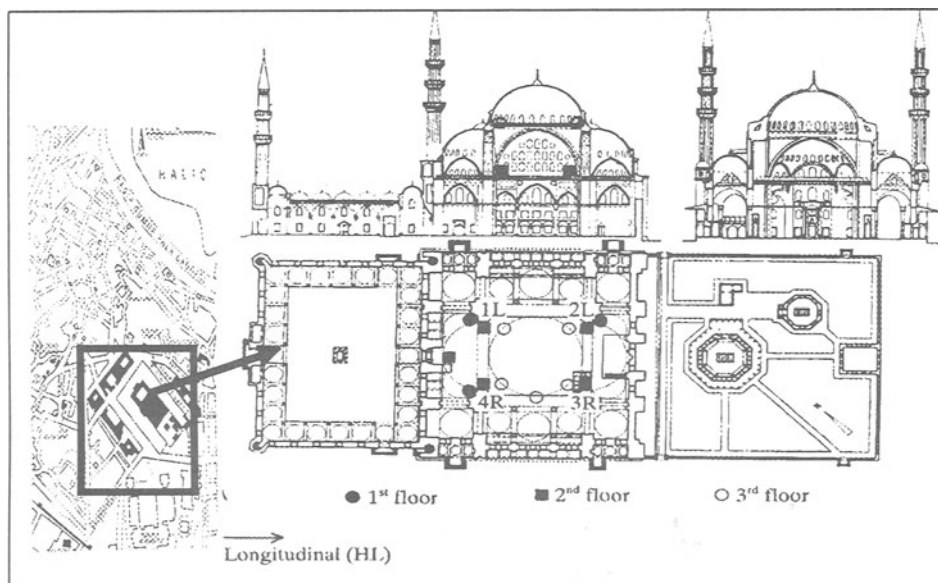 HALIC
1L
2L
4R
3R
1st floor
2nd floor
3rd floor
Longitudinal (HL)